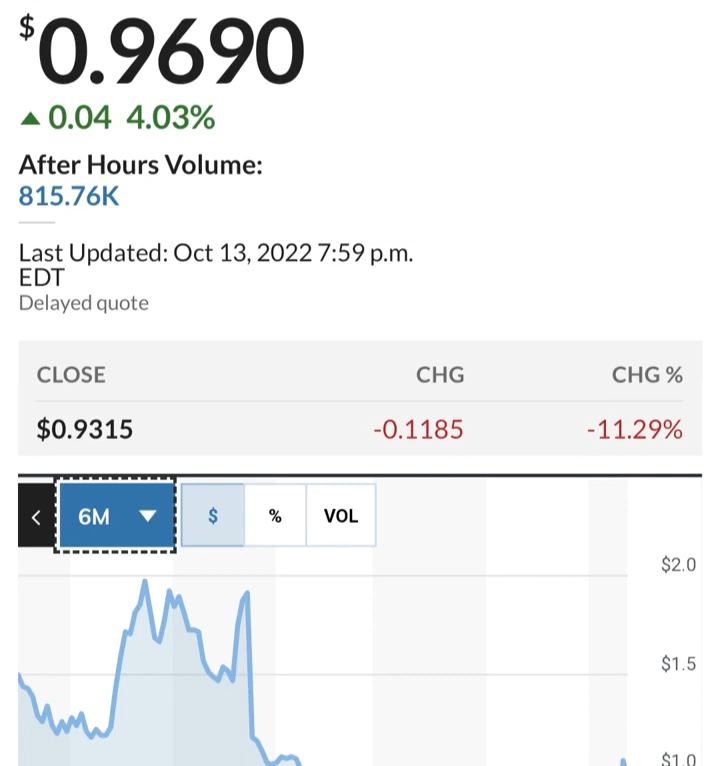 $0.9690
▲ 0.04 4.03%
After Hours Volume:
815.76K
Last Updated: Oct 13, 2022 7:59 p.m.
EDT
Delayed quote
CLOSE CHG CHG %
$0.9315 -0.1185 -11.29%
6M $ % VOL
$2.0
$1.5
$1.0